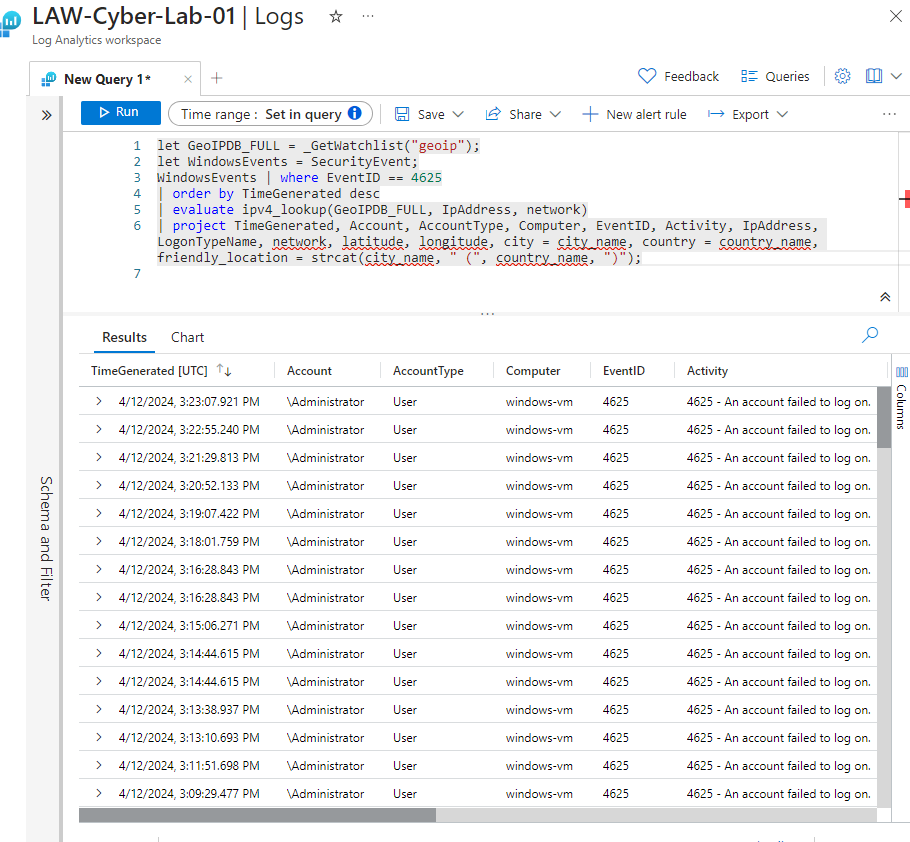 LAW-Cyber-Lab-01 | Logs
Log Analytics workspace
New Query 1*
Feedback
Queries
Run
Time range : Set in query
Save
Share
New alert rule
Export
1 let GeoIPDB_FULL = _GetWatchlist("geoip");
2 let WindowsEvents = SecurityEvent;
3 WindowsEvents | where EventID == 4625
4 | order by TimeGenerated desc
5 | evaluate ipv4_lookup(GeoIPDB_FULL, IpAddress, network)
6 | project TimeGenerated, Account, AccountType, Computer, EventID, Activity, IpAddress,
LogonTypeName, network, latitude, longitude, city = city_name, country = country_name,
friendly_location = strcat(city_name, " (", country_name, ")");
7
Results Chart
TimeGenerated [UTC] Account AccountType Computer EventID Activity
4/12/2024, 3:23:07.921 PM \Administrator User windows-vm 4625 4625 - An account failed to log on.
4/12/2024, 3:22:55.240 PM \Administrator User windows-vm 4625 4625 - An account failed to log on.
4/12/2024, 3:21:29.813 PM \Administrator User windows-vm 4625 4625 - An account failed to log on.
4/12/2024, 3:20:52.133 PM \Administrator User windows-vm 4625 4625 - An account failed to log on.
4/12/2024, 3:19:07.422 PM \Administrator User windows-vm 4625 4625 - An account failed to log on.
4/12/2024, 3:18:01.759 PM \Administrator User windows-vm 4625 4625 - An account failed to log on.
4/12/2024, 3:16:28.843 PM \Administrator User windows-vm 4625 4625 - An account failed to log on.
4/12/2024, 3:16:28.843 PM \Administrator User windows-vm 4625 4625 - An account failed to log on.
4/12/2024, 3:15:06.271 PM \Administrator User windows-vm 4625 4625 - An account failed to log on.
4/12/2024, 3:14:44.615 PM \Administrator User windows-vm 4625 4625 - An account failed to log on.
4/12/2024, 3:14:44.615 PM \Administrator User windows-vm 4625 4625 - An account failed to log on.
4/12/2024, 3:13:38.937 PM \Administrator User windows-vm 4625 4625 - An account failed to log on.
4/12/2024, 3:13:10.693 PM \Administrator User windows-vm 4625 4625 - An account failed to log on.
4/12/2024, 3:11:51.698 PM \Administrator User windows-vm 4625 4625 - An account failed to log on.
4/12/2024, 3:09:29.477 PM \Administrator User windows-vm 4625 4625 - An account failed to log on.
Columns
Schema and Filter